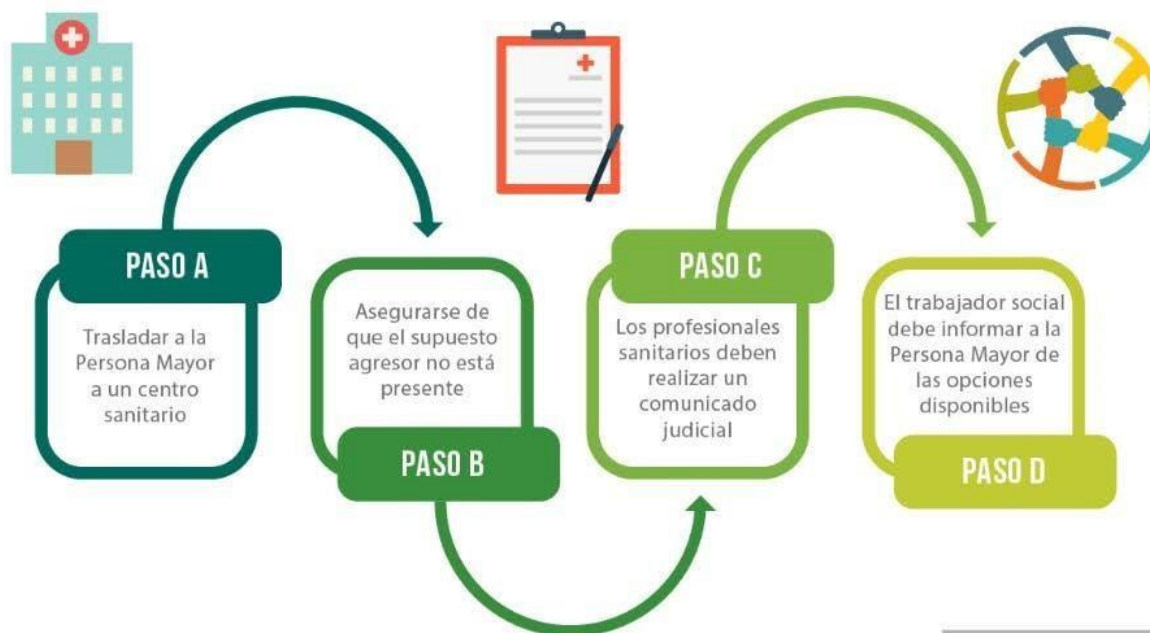 PASO A
Trasladar a la
Persona Mayor
a un centro
sanitario
Asegurarse de
que el supuesto
agresor no está
presente
PASO B
PASO C
Los profesionales
sanitarios deben
realizar un
comunicado
judicial
El trabajador social
debe informar a la
Persona Mayor de
las opciones
disponibles
PASO D